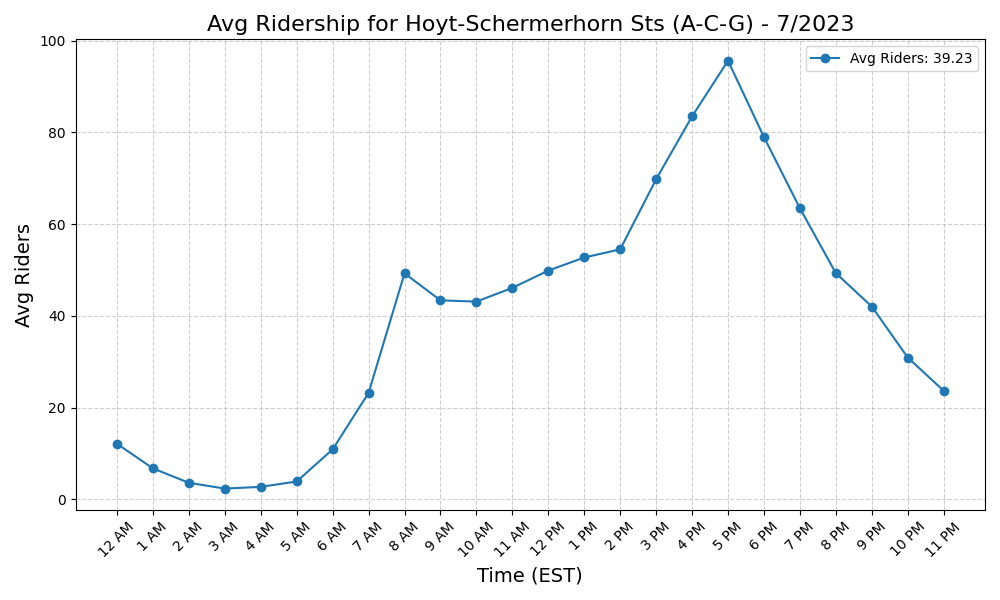 Avg Ridership for Hoyt-Schermerhorn Sts (A-C-G) - 7/2023
Avg Riders: 39.23
Avg Riders
100
80
60
40
20
0
12 AM
1 AM
2 AM
3 AM
4 AM
5 AM
6 AM
7 AM
8 AM
9 AM
10 AM
11 AM
12 PM
1 PM
2 PM
3 PM
4 PM
5 PM
6 PM
7 PM
8 PM
9 PM
10 PM
11 PM
Time (EST)